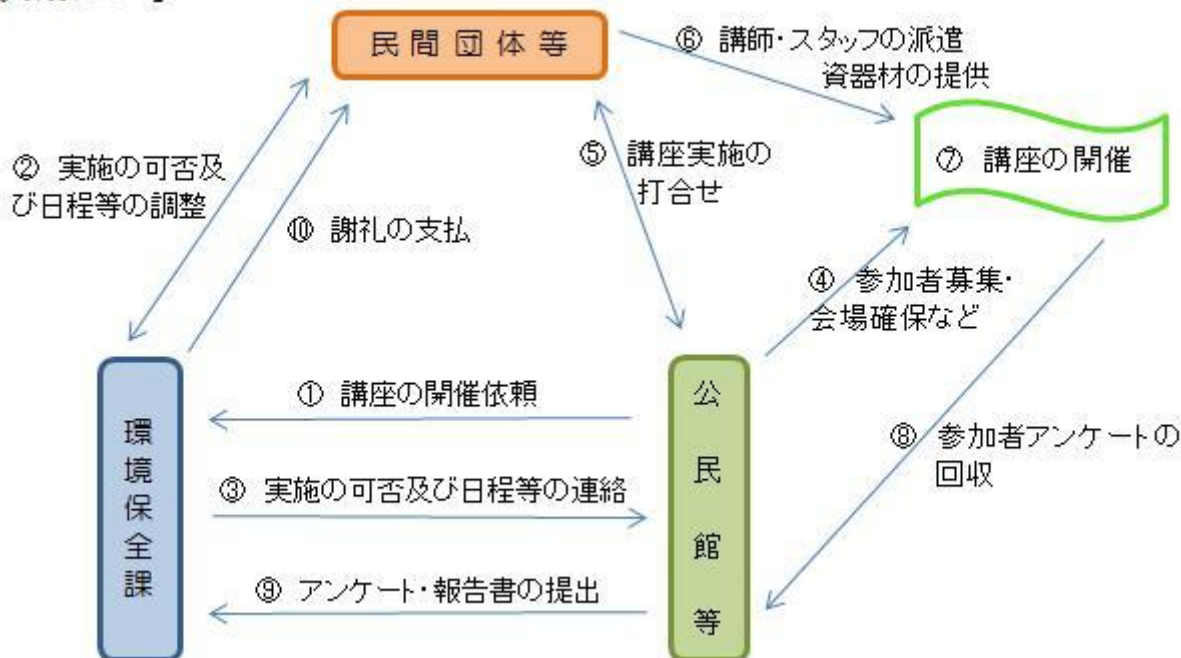 民間団体等
⑥ 講師・スタッフの派遣
資器材の提供
② 実施の可否及
び日程等の調整
⑤ 講座実施の
打合せ
⑦ 講座の開催
⑩ 謝礼の支払
④ 参加者募集・
会場確保など
① 講座の開催依頼
環境保全課
公民館等
⑧ 参加者アンケートの
回収
③ 実施の可否及び日程等の連絡
⑨ アンケート・報告書の提出